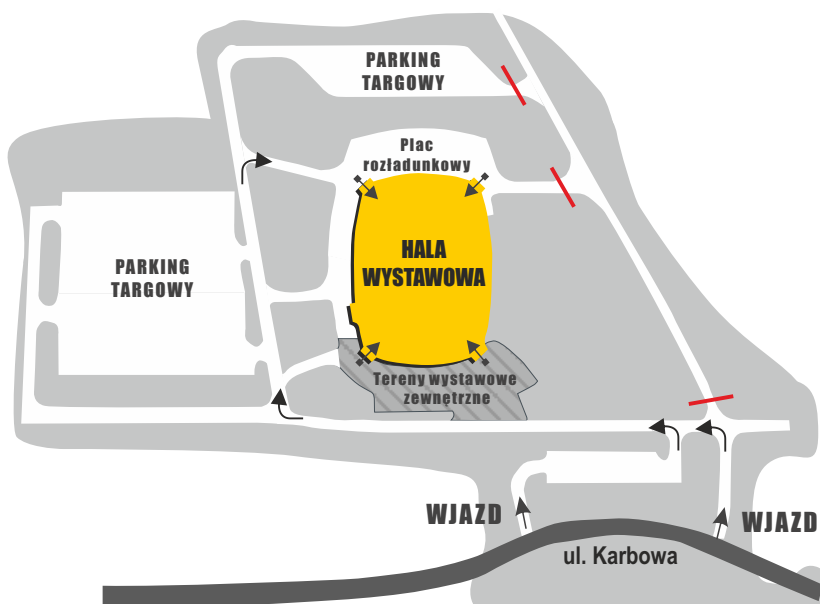 PARKING
TARGOWY
Plac
rozładunkowy
HALA
WYSTAWOWA
PARKING
TARGOWY
Tereny wystawowe
zewnętrzne
WJAZD
WJAZD
ul. Karbowa